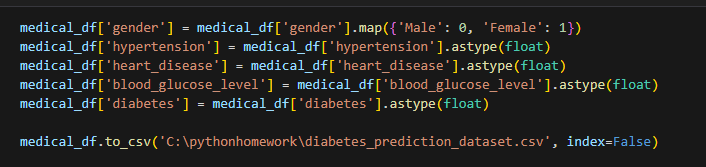 medical_df['gender'] = medical_df['gender'].map({'Male': 0, 'Female': 1})
medical_df['hypertension'] = medical_df['hypertension'].astype(float)
medical_df['heart_disease'] = medical_df['heart_disease'].astype(float)
medical_df['blood_glucose_level'] = medical_df['blood_glucose_level'].astype(float)
medical_df['diabetes'] = medical_df['diabetes'].astype(float)
medical_df.to_csv('C:\pythonhomework\diabetes_prediction_dataset.csv', index=False)